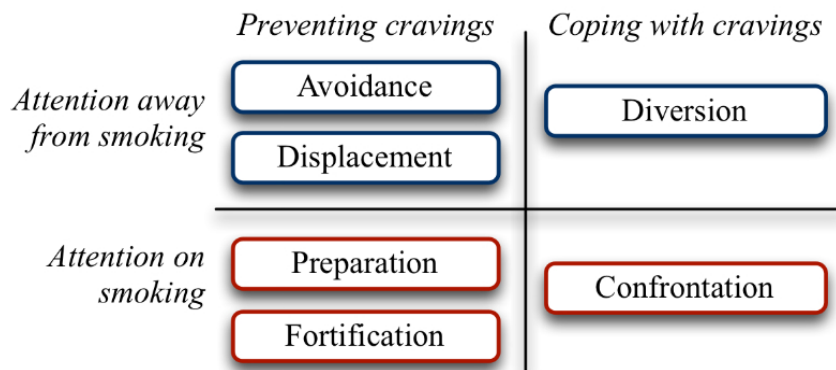 Preventing cravings
Coping with cravings
Attention away
from smoking
Avoidance
Displacement
Diversion
Attention on
smoking
Preparation
Fortification
Confrontation